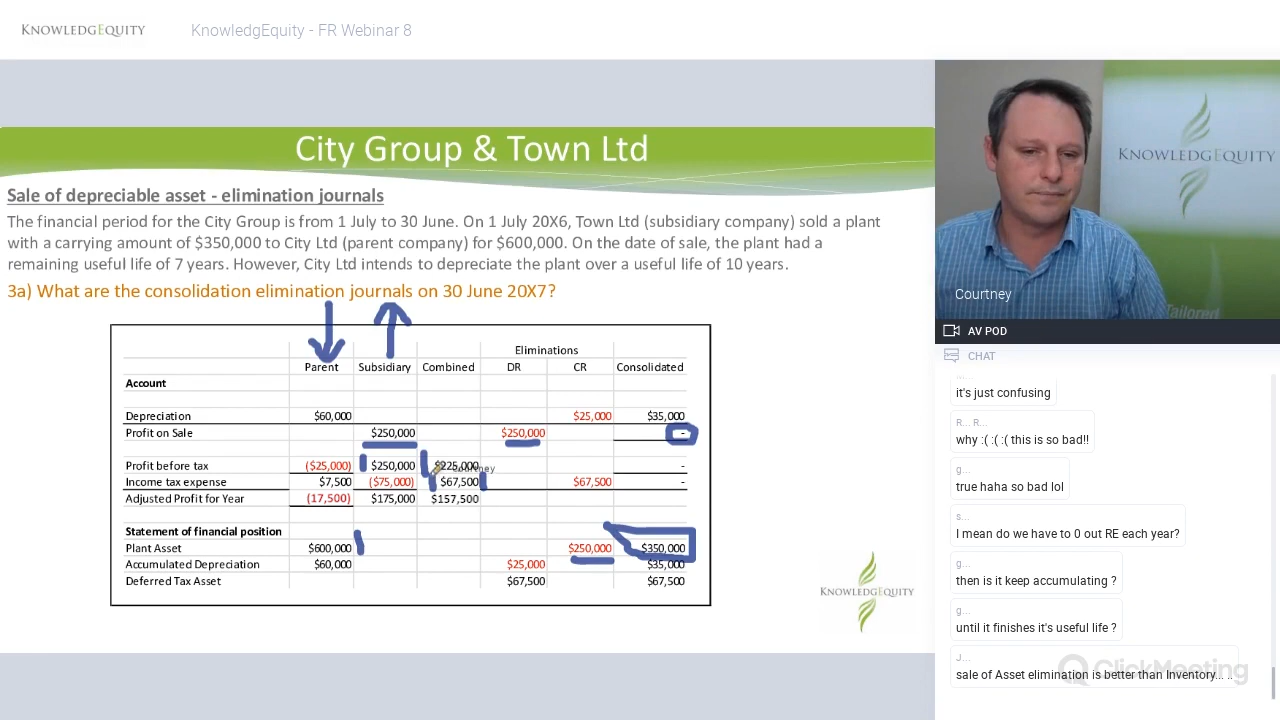 KNOWLEDGEQUITY
KnowledgEquity - FR Webinar 8
City Group & Town Ltd
Sale of depreciable asset - elimination journals
The financial period for the City Group is from 1 July to 30 June. On 1 July 20X6, Town Ltd (subsidiary company) sold a plant
with a carrying amount of $350,000 to City Ltd (parent company) for $600,000. On the date of sale, the plant had a
remaining useful life of 7 years. However, City Ltd intends to depreciate the plant over a useful life of 10 years.
3a) What are the consolidation elimination journals on 30 June 20X7?
Eliminations
Parent Subsidiary Combined DR CR Consolidated
Account
Depreciation $60,000 $25,000 $35,000
Profit on Sale $250,000 $250,000 -
Profit before tax ($25,000) $250,000 $225,000 -
Courtney
Income tax expense $7,500 ($75,000) $67,500 $67,500 -
Adjusted Profit for Year (17,500) $175,000 $157,500
Statement of financial position
Plant Asset $600,000 $250,000 $350,000
Accumulated Depreciation $60,000 $25,000 $35,000
Deferred Tax Asset $67,500 $67,500
KNOWLEDGEQUITY
KNOWLEDGEQUITY
Tailored
Courtney
AV POD
CHAT
it's just confusing
R... R...
why :( :( :( this is so bad!!
g...
true haha so bad lol
s...
I mean do we have to 0 out RE each year?
g...
then is it keep accumulating ?
g...
until it finishes it's useful life ?
J...
sale of Asset elimination is better than Inventory... ..
ClickMeeting